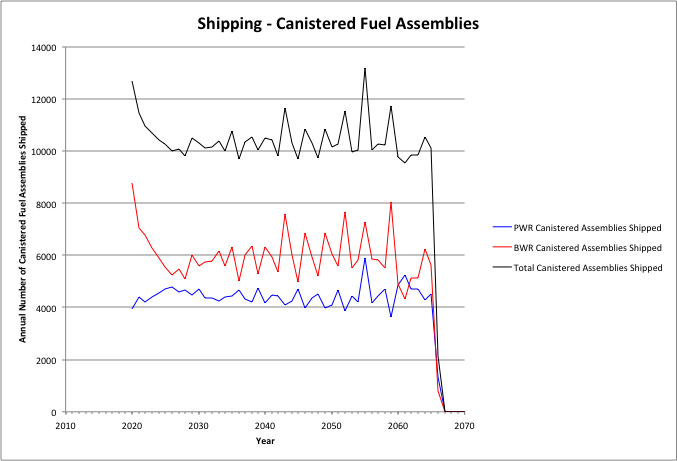 Shipping - Canistered Fuel Assemblies
Annual Number of Canistered Fuel Assemblies Shipped
14000
12000
10000
8000
6000
4000
2000
0
2010 2020 2030 2040 2050 2060 2070
Year
PWR Canistered Assemblies Shipped
BWR Canistered Assemblies Shipped
Total Canistered Assemblies Shipped